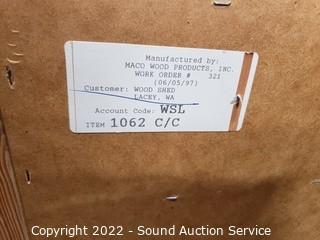 Manufactured by:
MACO WOOD PRODUCTS, INC.
WORK ORDER # 321
(06/05/97)
Customer: WOOD SHED
LACEY, WA
Account Code: WSL
ITEM 1062 C/C
Copyright 2022 - Sound Auction Service